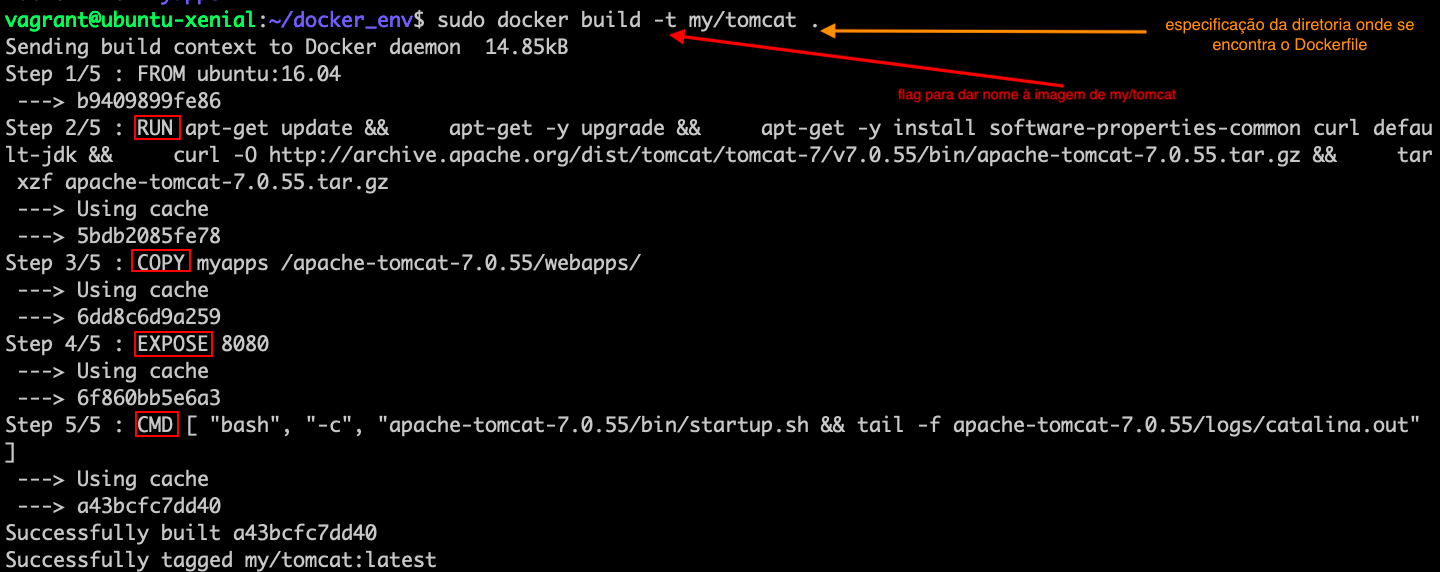 vagrant@ubuntu-xenial:~/docker_env$ sudo docker build -t my/tomcat .
especificação da diretoria onde se
encontra o Dockerfile
Sending build context to Docker daemon  14.85kB
Step 1/5 : FROM ubuntu:16.04
 ---> b9409899fe86
flag para dar nome à imagem de my/tomcat
Step 2/5 : RUN apt-get update &&     apt-get -y upgrade &&     apt-get -y install software-properties-common curl defau
lt-jdk &&     curl -O http://archive.apache.org/dist/tomcat/tomcat-7/v7.0.55/bin/apache-tomcat-7.0.55.tar.gz &&     tar
 xzf apache-tomcat-7.0.55.tar.gz
 ---> Using cache
 ---> 5bdb2085fe78
Step 3/5 : COPY myapps /apache-tomcat-7.0.55/webapps/
 ---> Using cache
 ---> 6dd8c6d9a259
Step 4/5 : EXPOSE 8080
 ---> Using cache
 ---> 6f860bb5e6a3
Step 5/5 : CMD [ "bash", "-c", "apache-tomcat-7.0.55/bin/startup.sh && tail -f apache-tomcat-7.0.55/logs/catalina.out"
]
 ---> Using cache
 ---> a43bcfc7dd40
Successfully built a43bcfc7dd40
Successfully tagged my/tomcat:latest